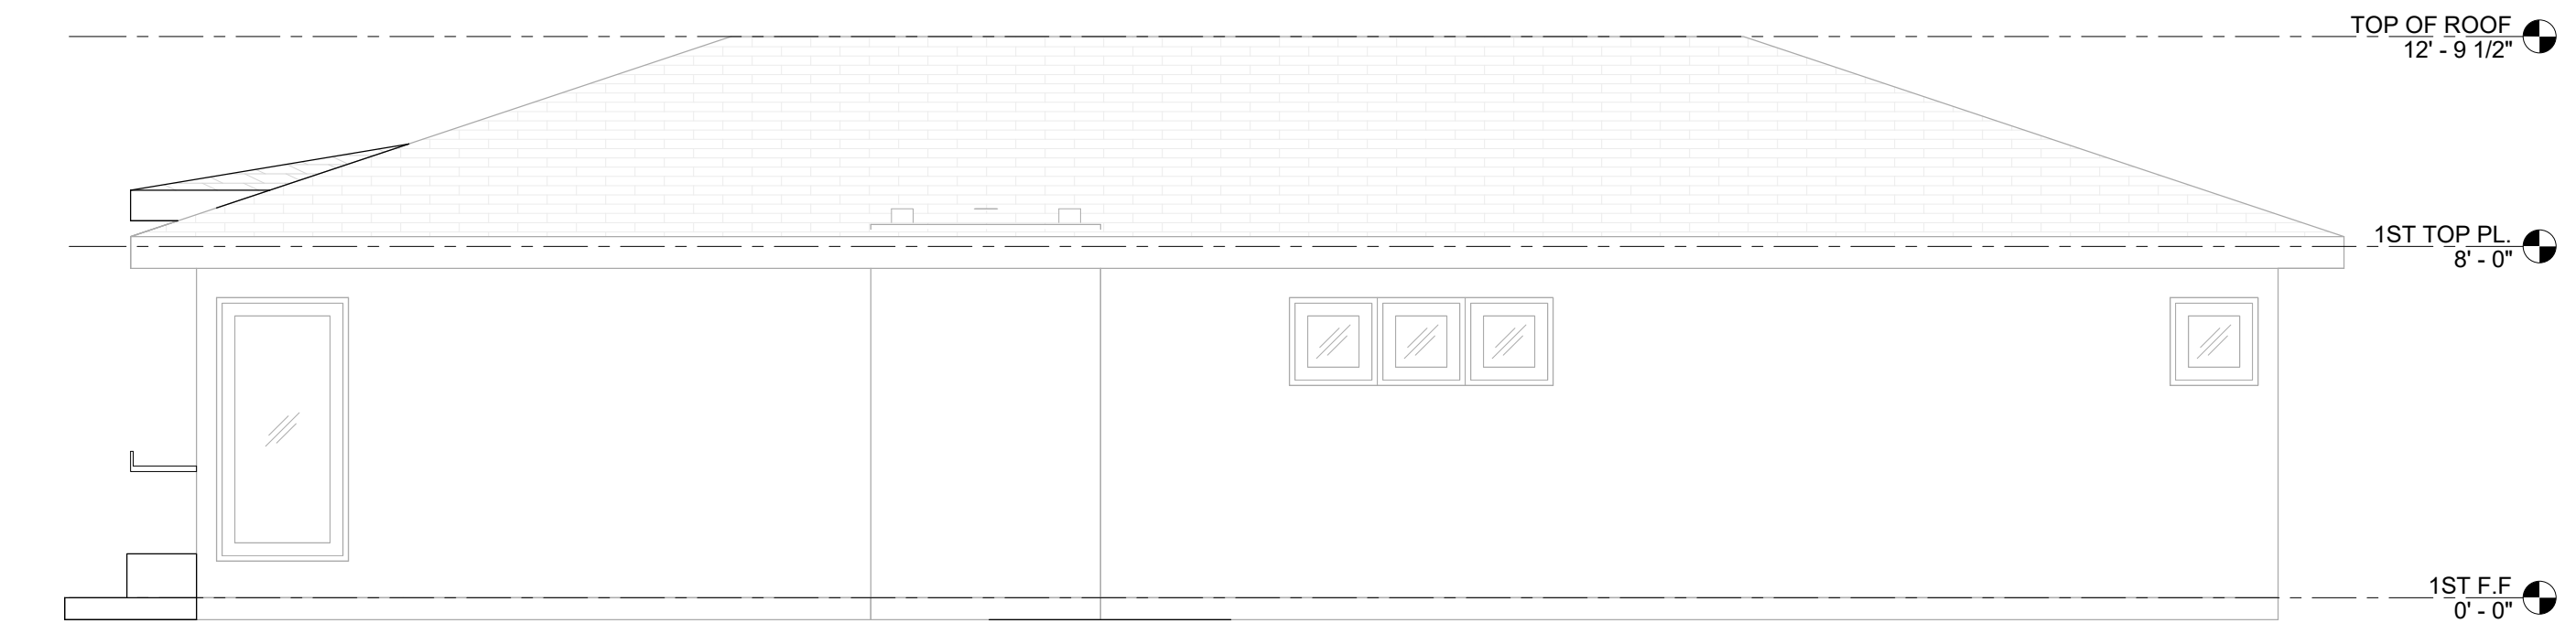 TOP OF ROOF
12' - 9 1/2"
1ST TOP PL.
8' - 0"
1ST F.F
0' - 0"